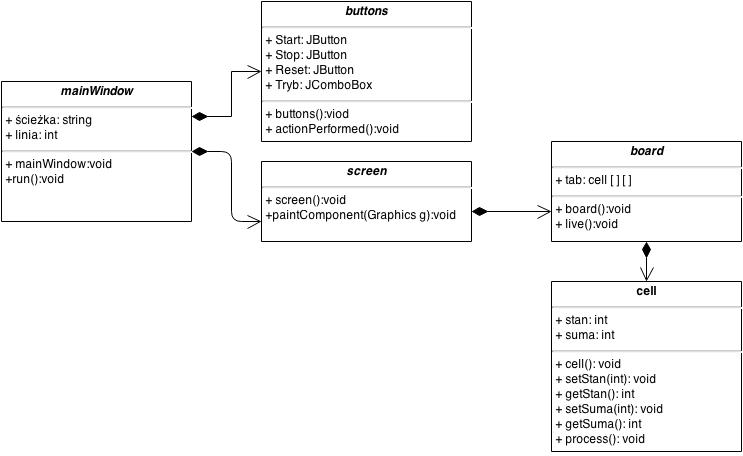 mainWindow
+ ścieżka: string
+ linia: int
+ mainWindow:void
+run():void
buttons
+ Start: JButton
+ Stop: JButton
+ Reset: JButton
+ Tryb: JComboBox
+ buttons():viod
+ actionPerformed():void
screen
+ screen():void
+paintComponent(Graphics g):void
board
+ tab: cell [ ] [ ]
+ board():void
+ live():void
cell
+ stan: int
+ suma: int
+ cell(): void
+ setStan(int): void
+ getStan(): int
+ setSuma(int): void
+ getSuma(): int
+ process(): void